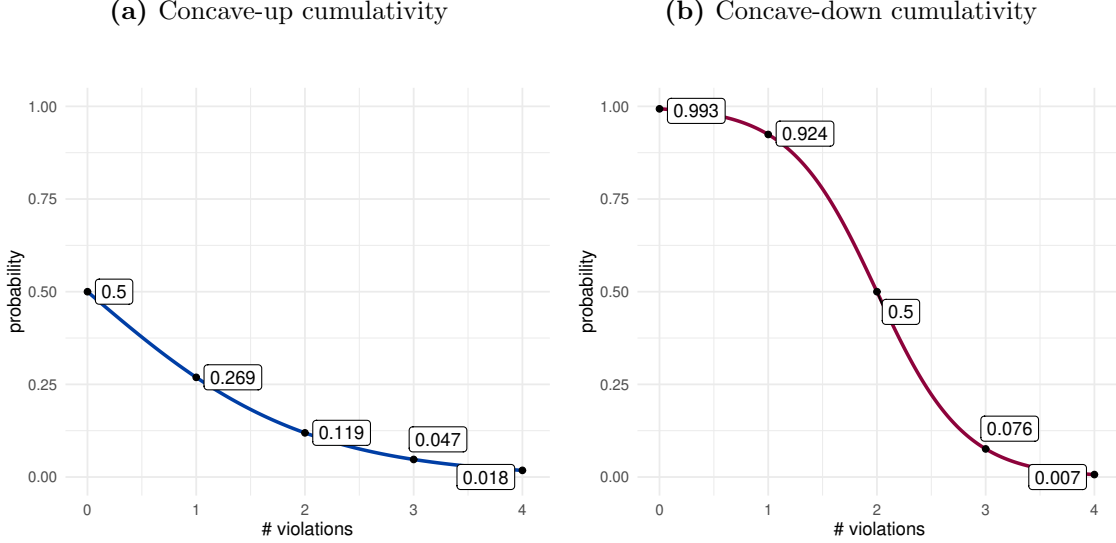 (a) Concave-up cumulativity
1.00
0.75
0.50
0.25
0.00
probability
0.5
0.269
0.119
0.047
0.018
0 1 2 3 4
# violations
(b) Concave-down cumulativity
1.00
0.75
0.50
0.25
0.00
probability
0.993
0.924
0.5
0.076
0.007
0 1 2 3 4
# violations